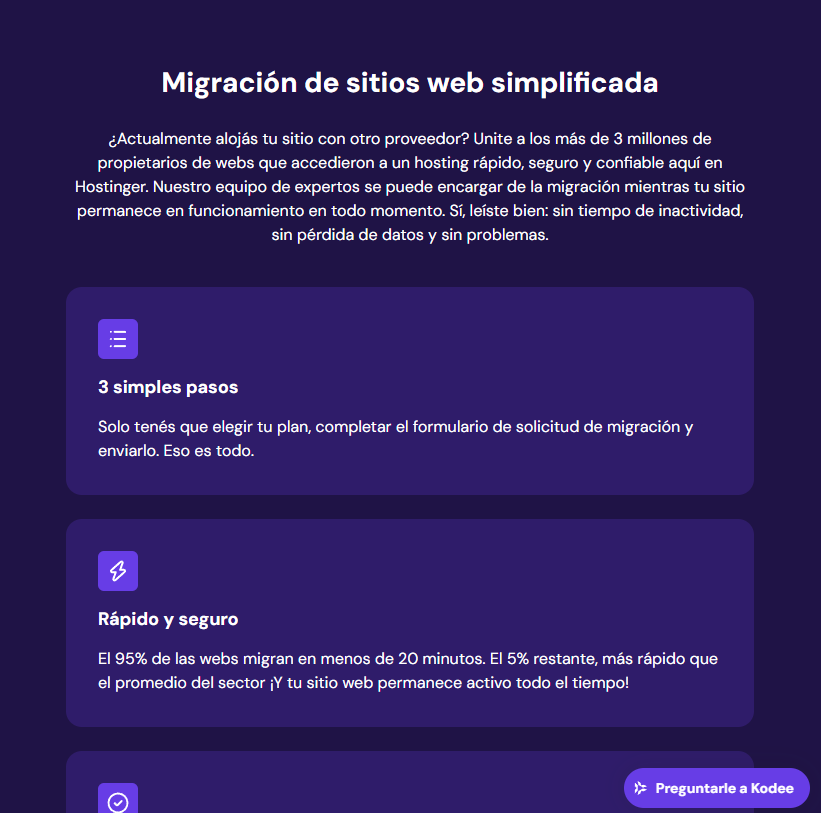 Migración de sitios web simplificada
¿Actualmente alojás tu sitio con otro proveedor? Unite a los más de 3 millones de
propietarios de webs que accedieron a un hosting rápido, seguro y confiable aquí en
Hostinger. Nuestro equipo de expertos se puede encargar de la migración mientras tu sitio
permanece en funcionamiento en todo momento. Sí, leíste bien: sin tiempo de inactividad,
sin pérdida de datos y sin problemas.
3 simples pasos
Solo tenés que elegir tu plan, completar el formulario de solicitud de migración y
enviarlo. Eso es todo.
Rápido y seguro
El 95% de las webs migran en menos de 20 minutos. El 5% restante, más rápido que
el promedio del sector ¡Y tu sitio web permanece activo todo el tiempo!
Preguntarle a Kodee